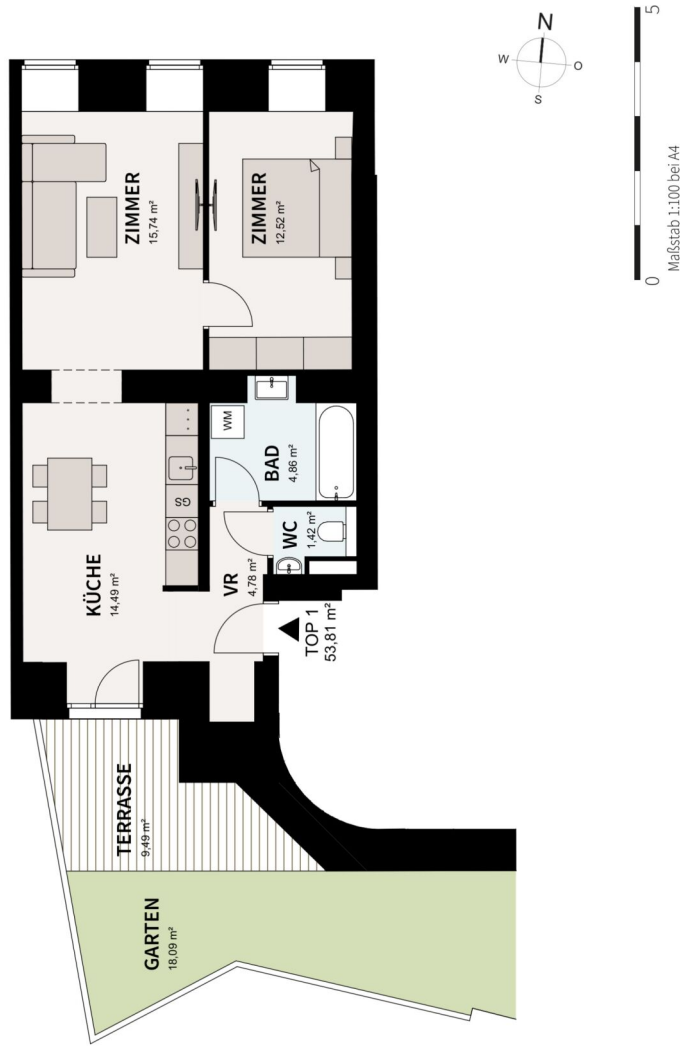 N
W
O
S
5
0
Maßstab 1:100 bei A4
ZIMMER
15,74 m²
ZIMMER
12,52 m²
WM
BAD
4,86 m²
GS
KÜCHE
14,49 m²
WC
1,42 m²
VR
4,78 m²
TOP 1
53,81 m²
TERRASSE
9,49 m²
GARTEN
18,09 m²